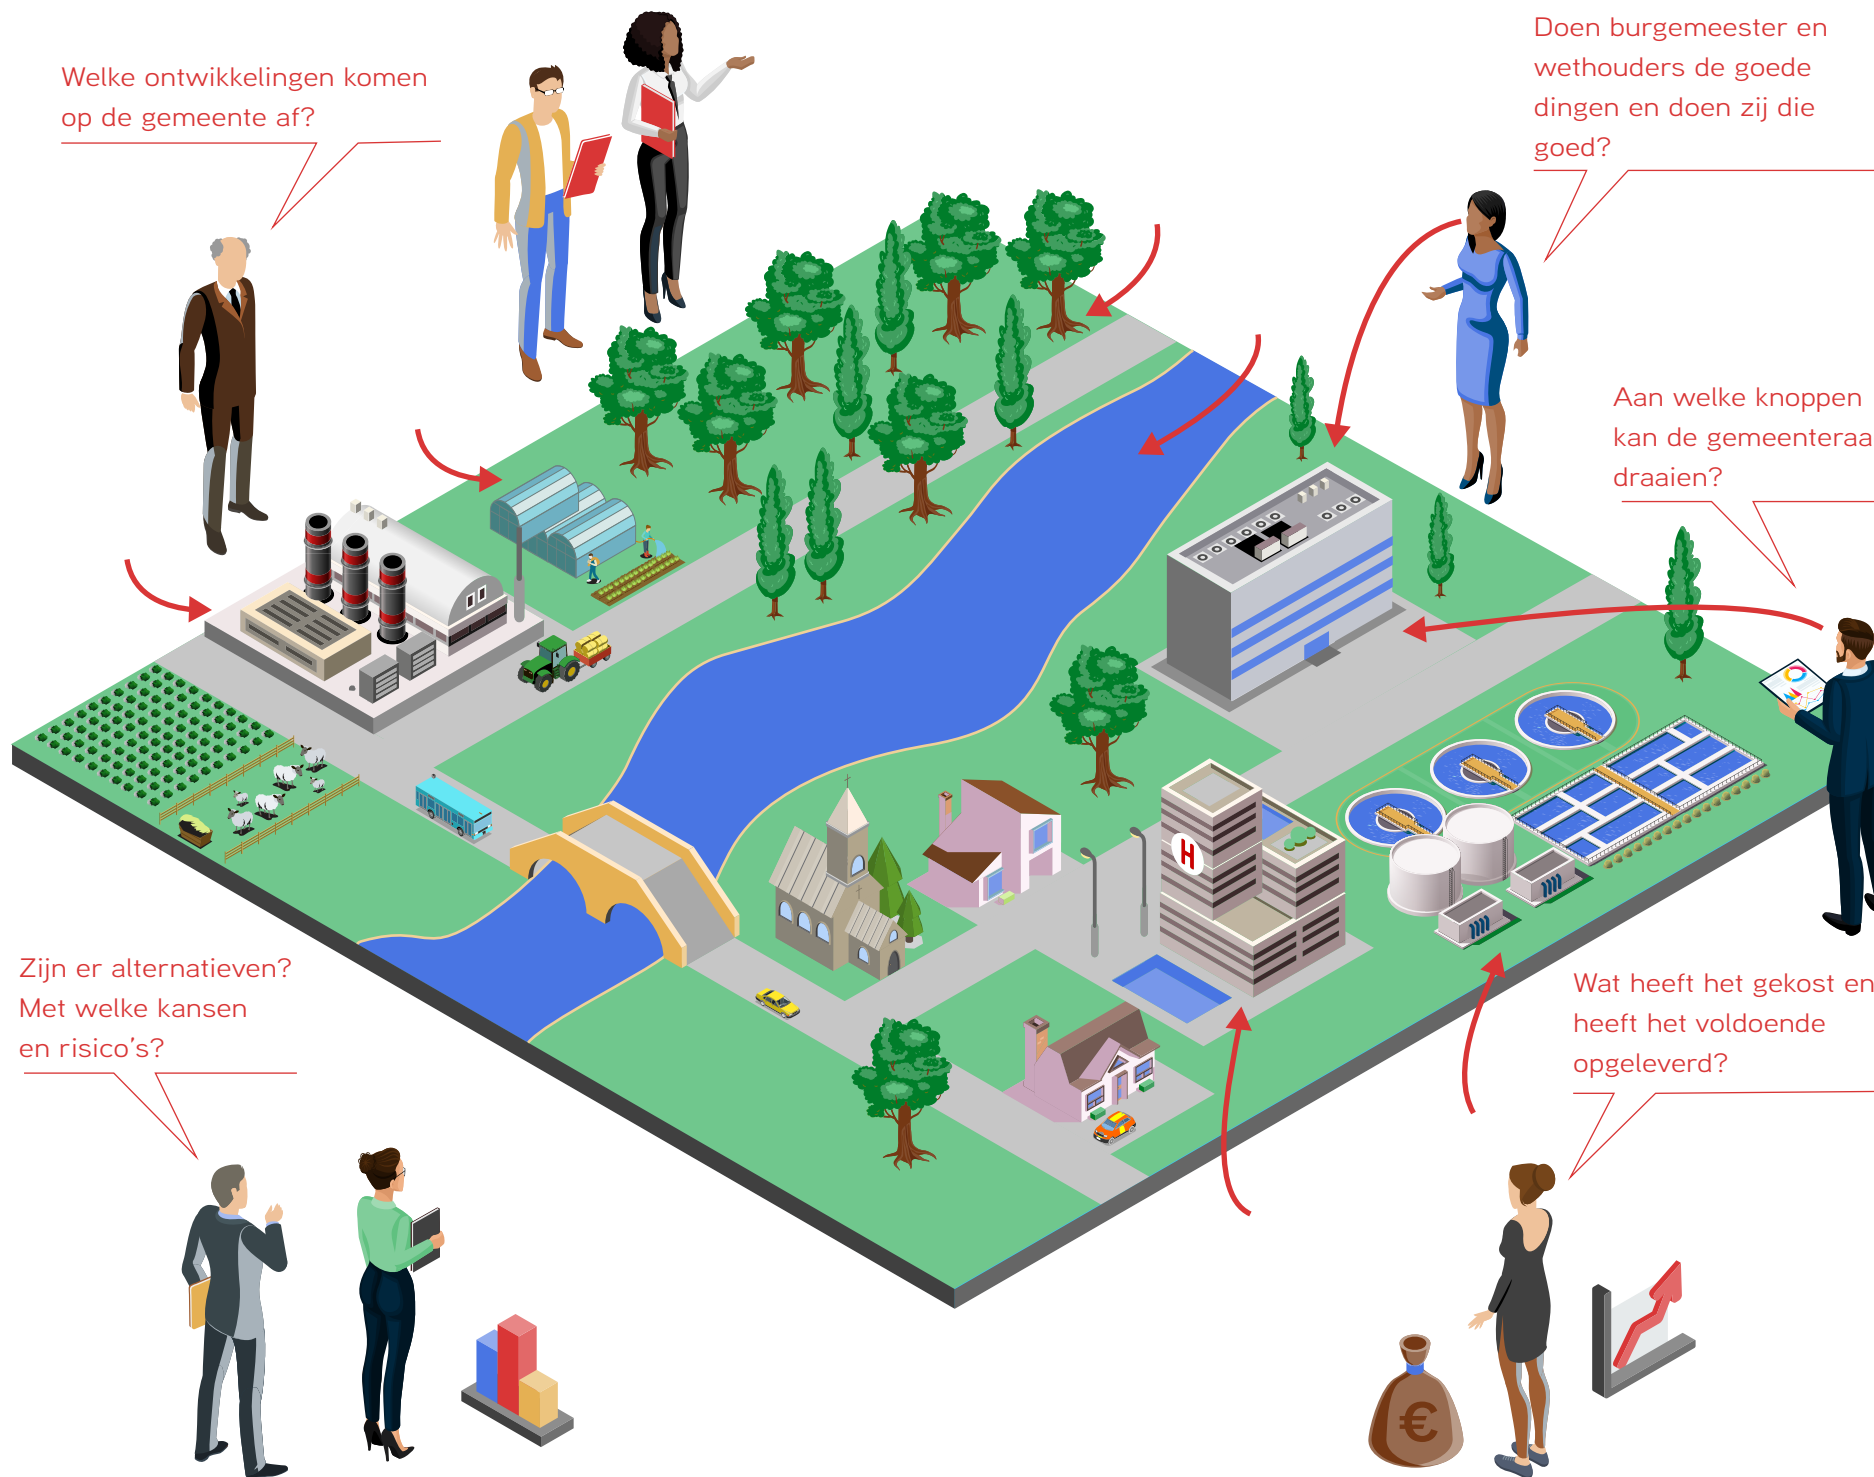 Welke ontwikkelingen komen
op de gemeente af?
Doen burgemeester en
wethouders de goede
dingen en doen zij die
goed?
Aan welke knoppen
kan de gemeenteraa
draaien?
H
Zijn er alternatieven?
Met welke kansen
en risico's?
Wat heeft het gekost en
heeft het voldoende
opgeleverd?
€